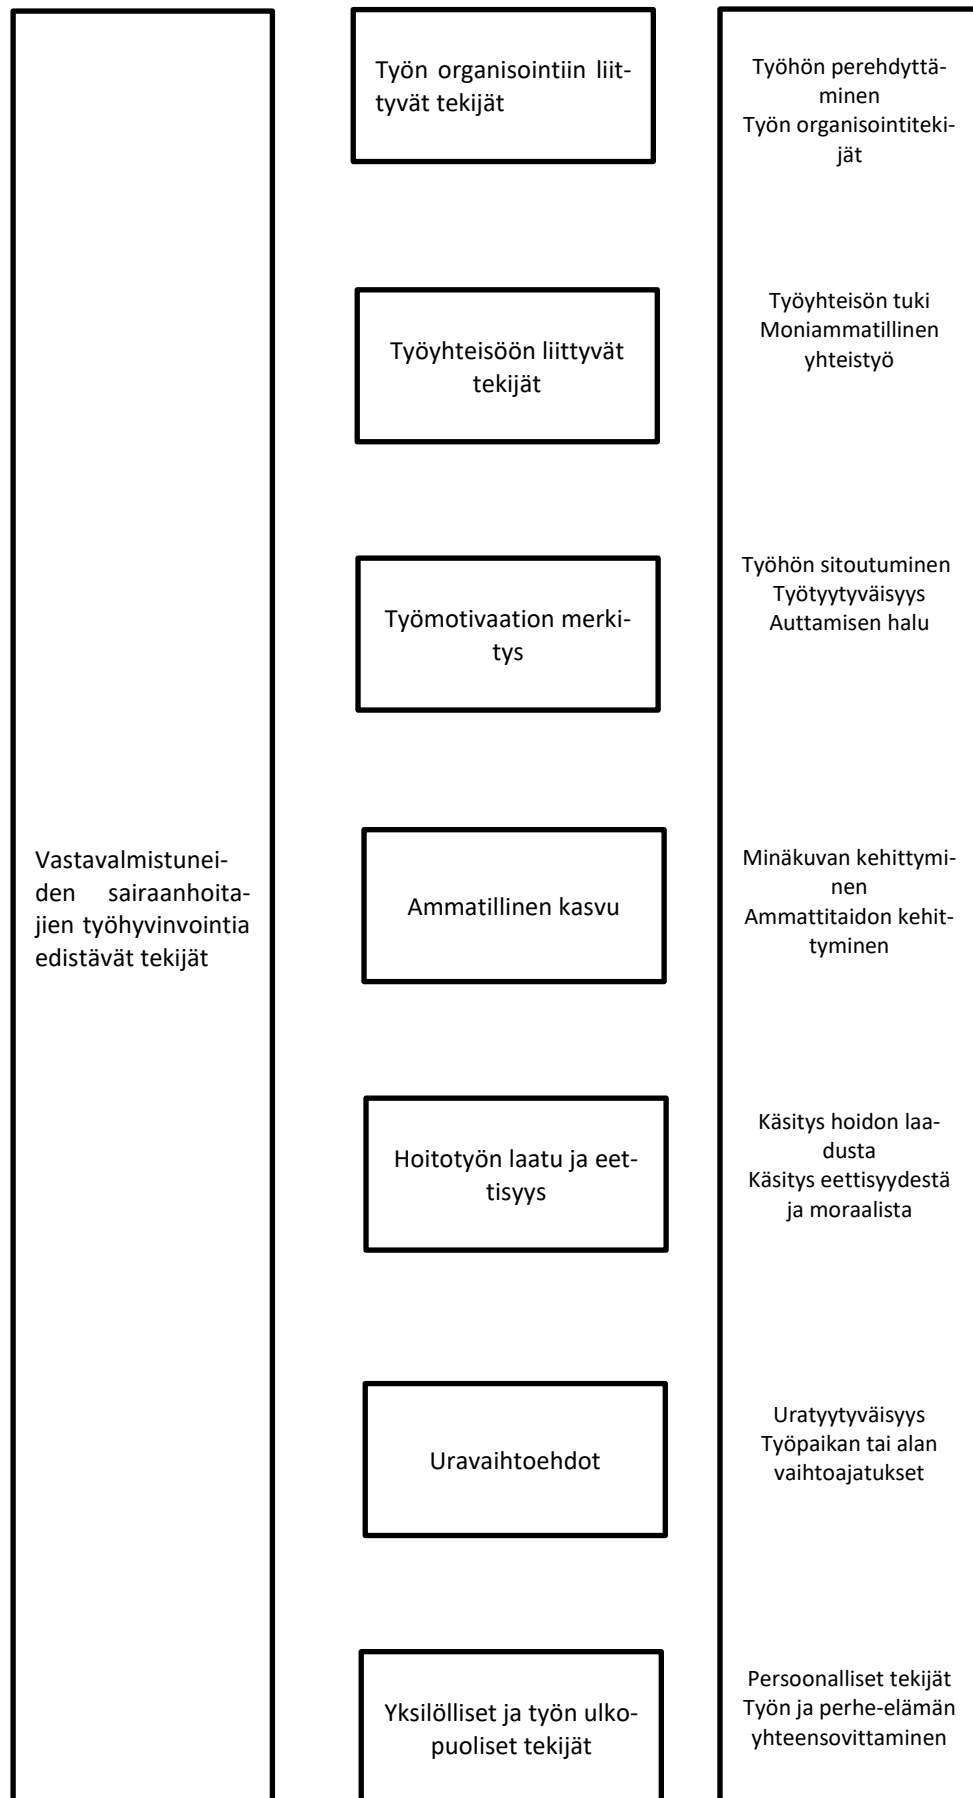 Työn organisointiin liit-
tyvät tekijät
Työhön perehdyttä-
minen
Työn organisointiteki-
jät
Työyhteisöön liittyvät
tekijät
Työyhteisön tuki
Moniammatillinen
yhteistyö
Työmotivaation merki-
tys
Työhön sitoutuminen
Työtyytyväisyys
Auttamisen halu
Vastavalmistunei-
den sairaanhoita-
jien työhyvinvointia
edistävät tekijät
Ammatillinen kasvu
Minäkuvan kehittymi-
nen
Ammattitaidon kehit-
tyminen
Hoitotyön laatu ja eet-
tisyys
Käsitys hoidon laa-
dusta
Käsitys eettisyydestä
ja moraalista
Uravaihtoehdot
Uratyytyväisyys
Työpaikan tai alan
vaihtoajatukset
Yksilölliset ja työn ulko-
puoliset tekijät
Persoonalliset tekijät
Työn ja perhe-elämän
yhteensovittaminen